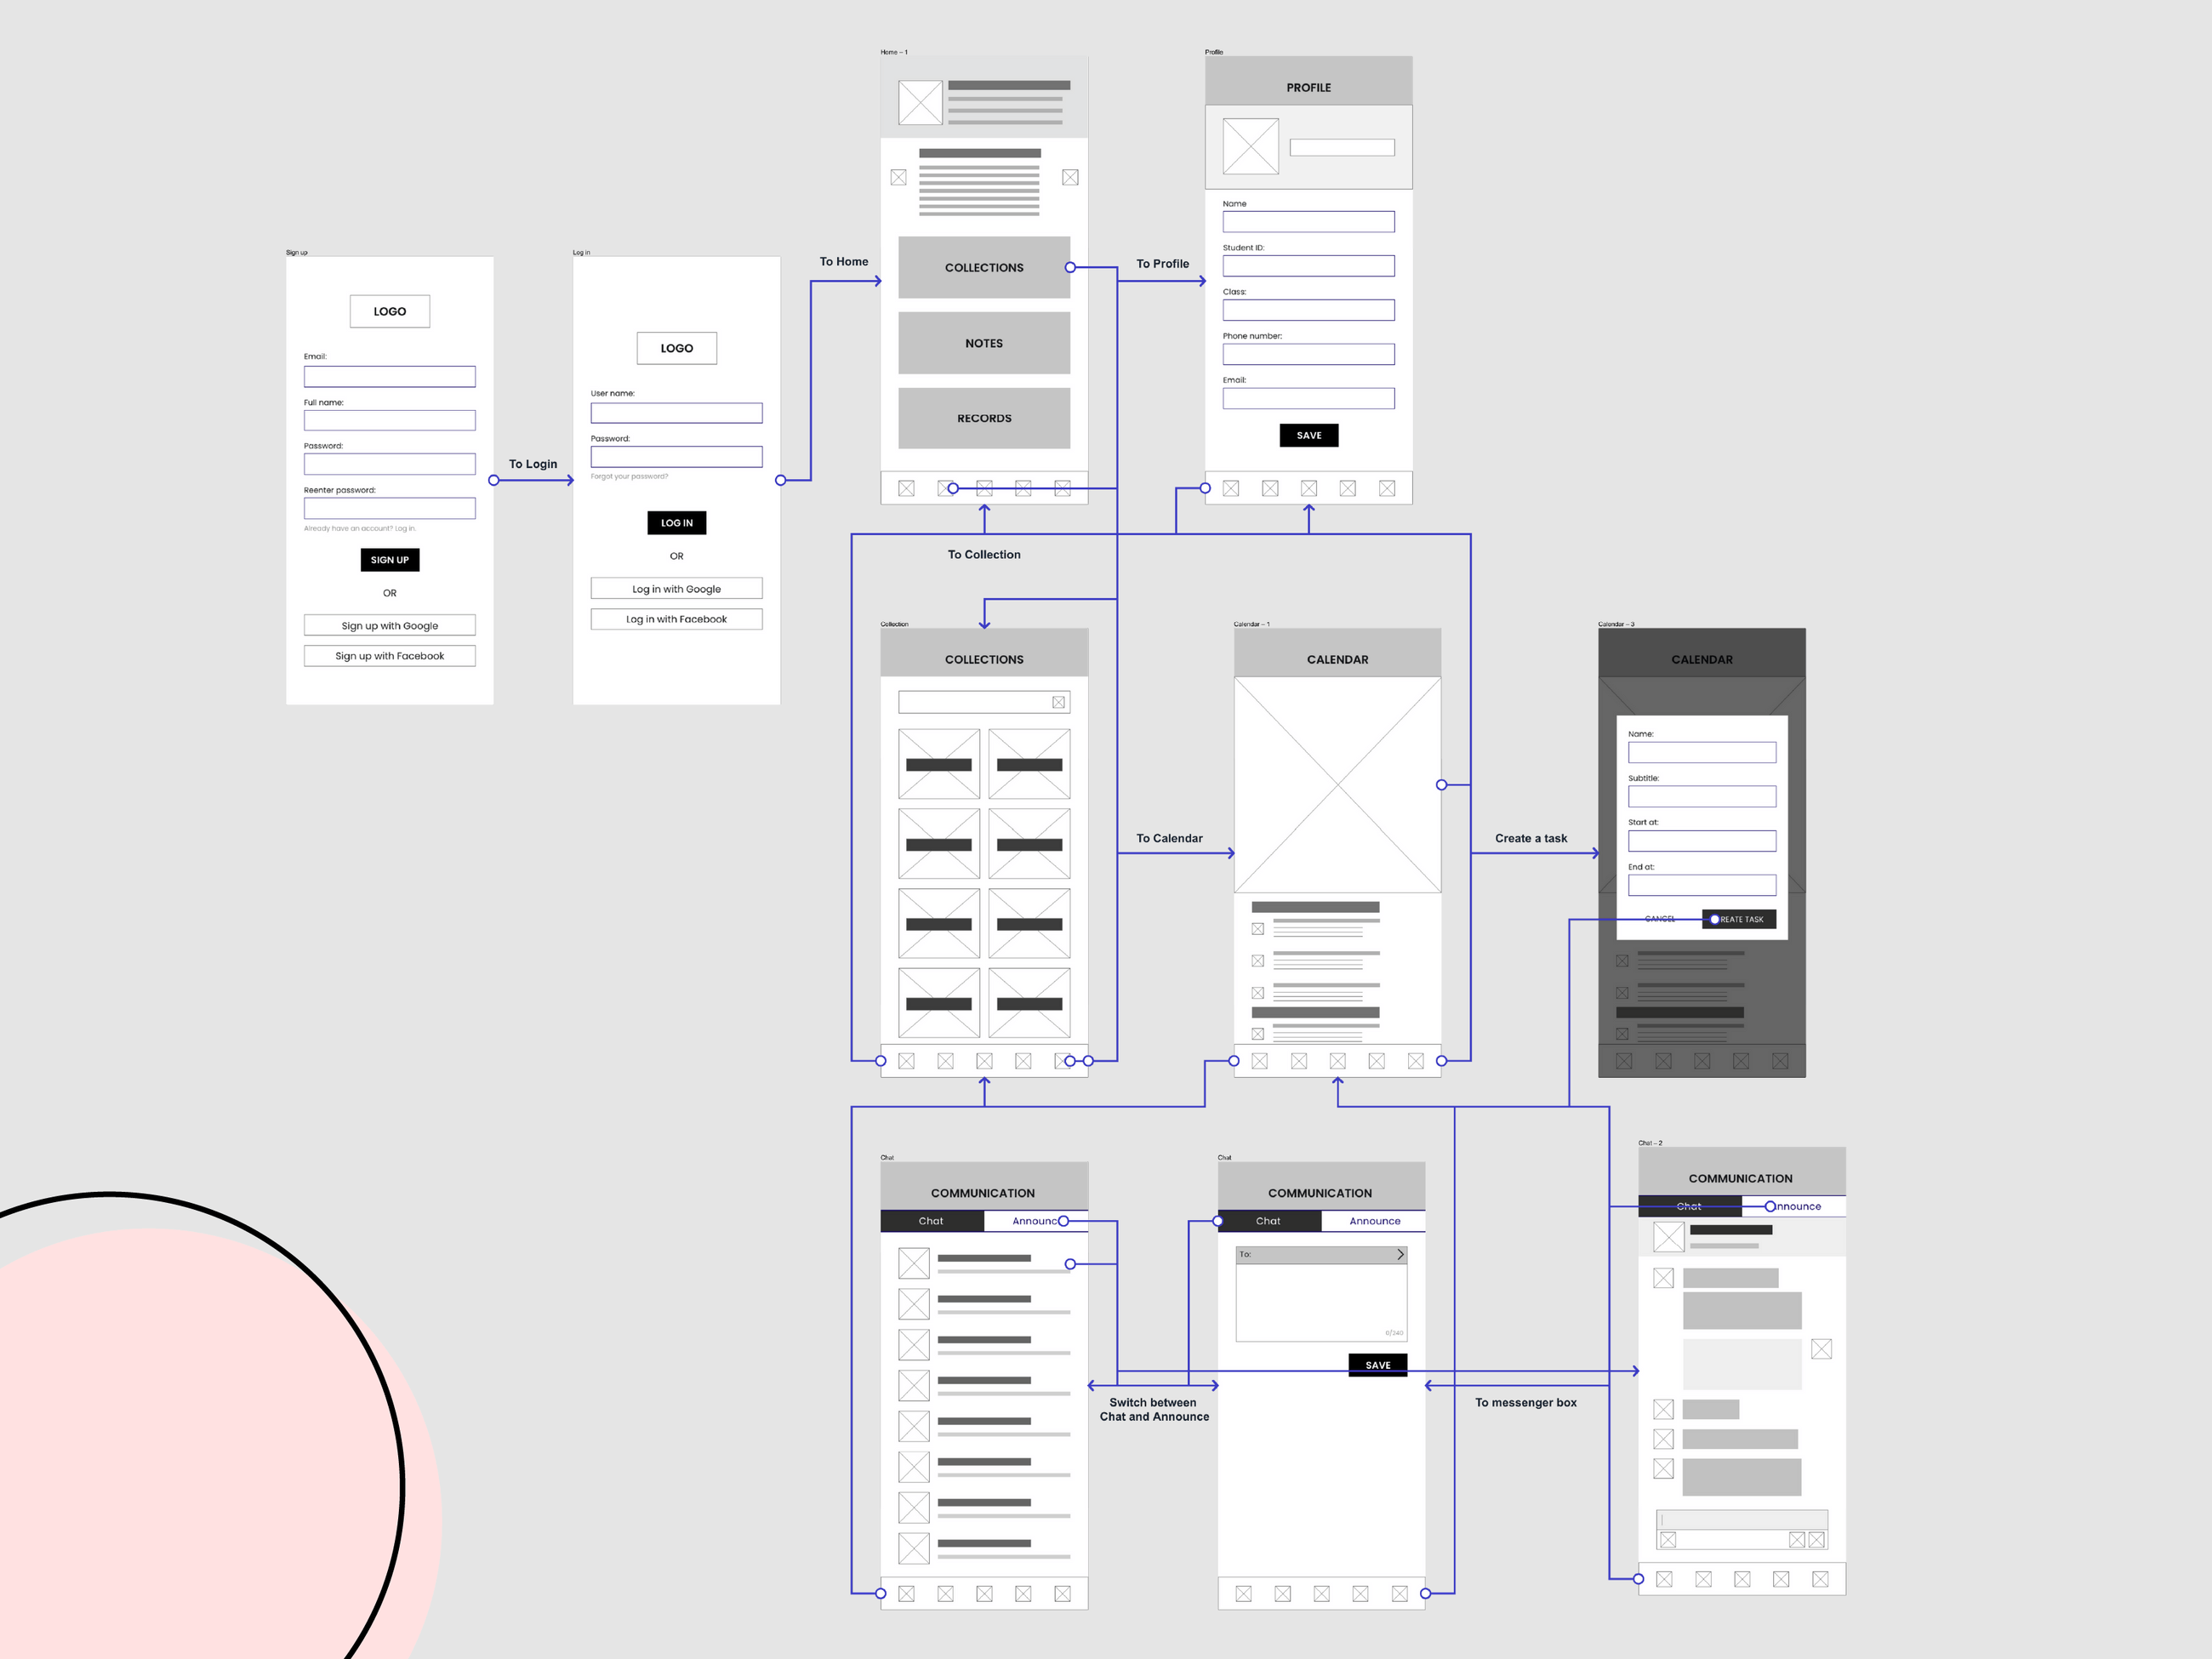 Home – 1
Profile
PROFILE
Name
Student ID:
Class:
Phone number:
Email:
SAVE
COLLECTIONS
NOTES
RECORDS
To Home
To Profile
Sign up
LOGO
Email:
Full name:
Password:
Reenter password:
Already have an account? Log in.
SIGN UP
OR
Sign up with Google
Sign up with Facebook
To Login
Log in
LOGO
User name:
Password:
Forgot your password?
LOG IN
OR
Log in with Google
Log in with Facebook
To Collection
Collection
COLLECTIONS
To Calendar
Calendar – 1
CALENDAR
Create a task
Calendar – 3
CALENDAR
Name:
Subtitle:
Start at:
End at:
CANCEL
REATE TASK
Chat
COMMUNICATION
Chat
Announc
Switch between
Chat and Announce
Chat
COMMUNICATION
Chat
Announce
To:
0/240
SAVE
To messenger box
Chat – 2
COMMUNICATION
Chat
nnounce